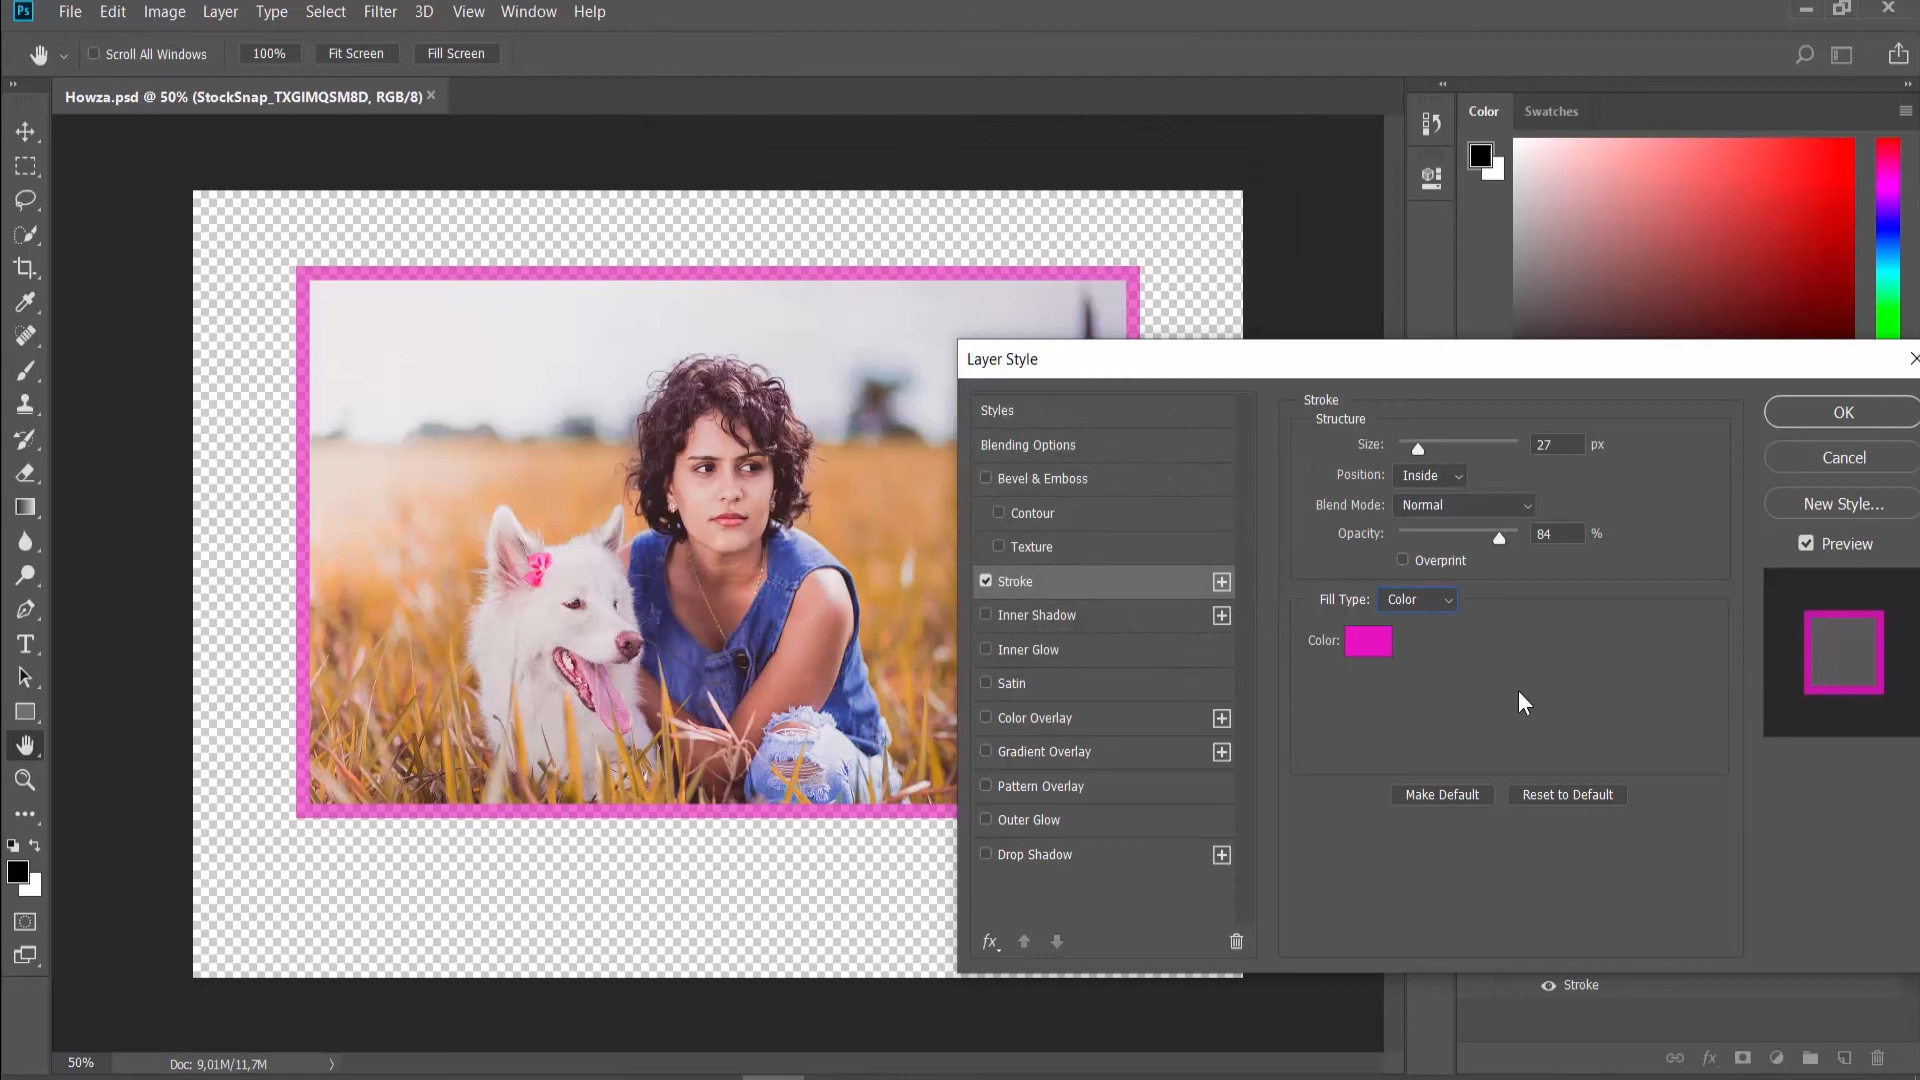 Ps File Edit Image Layer Type Select Filter 3D View Window Help
Scroll All Windows 100% Fit Screen Fill Screen
Howza.psd @ 50% (StockSnap_TXGIMQSM8D, RGB/8) ×
Color Swatches
Layer Style
Styles
Blending Options
Bevel & Emboss
Contour
Texture
Stroke
Inner Shadow
Inner Glow
Satin
Color Overlay
Gradient Overlay
Pattern Overlay
Outer Glow
Drop Shadow
fx
Stroke
Structure
Size: 27 px
Position: Inside
Blend Mode: Normal
Opacity: 84 %
Overprint
Fill Type: Color
Color:
Make Default Reset to Default
OK
Cancel
New Style...
Preview
Stroke
fx
50% Doc: 9,01M/11,7M